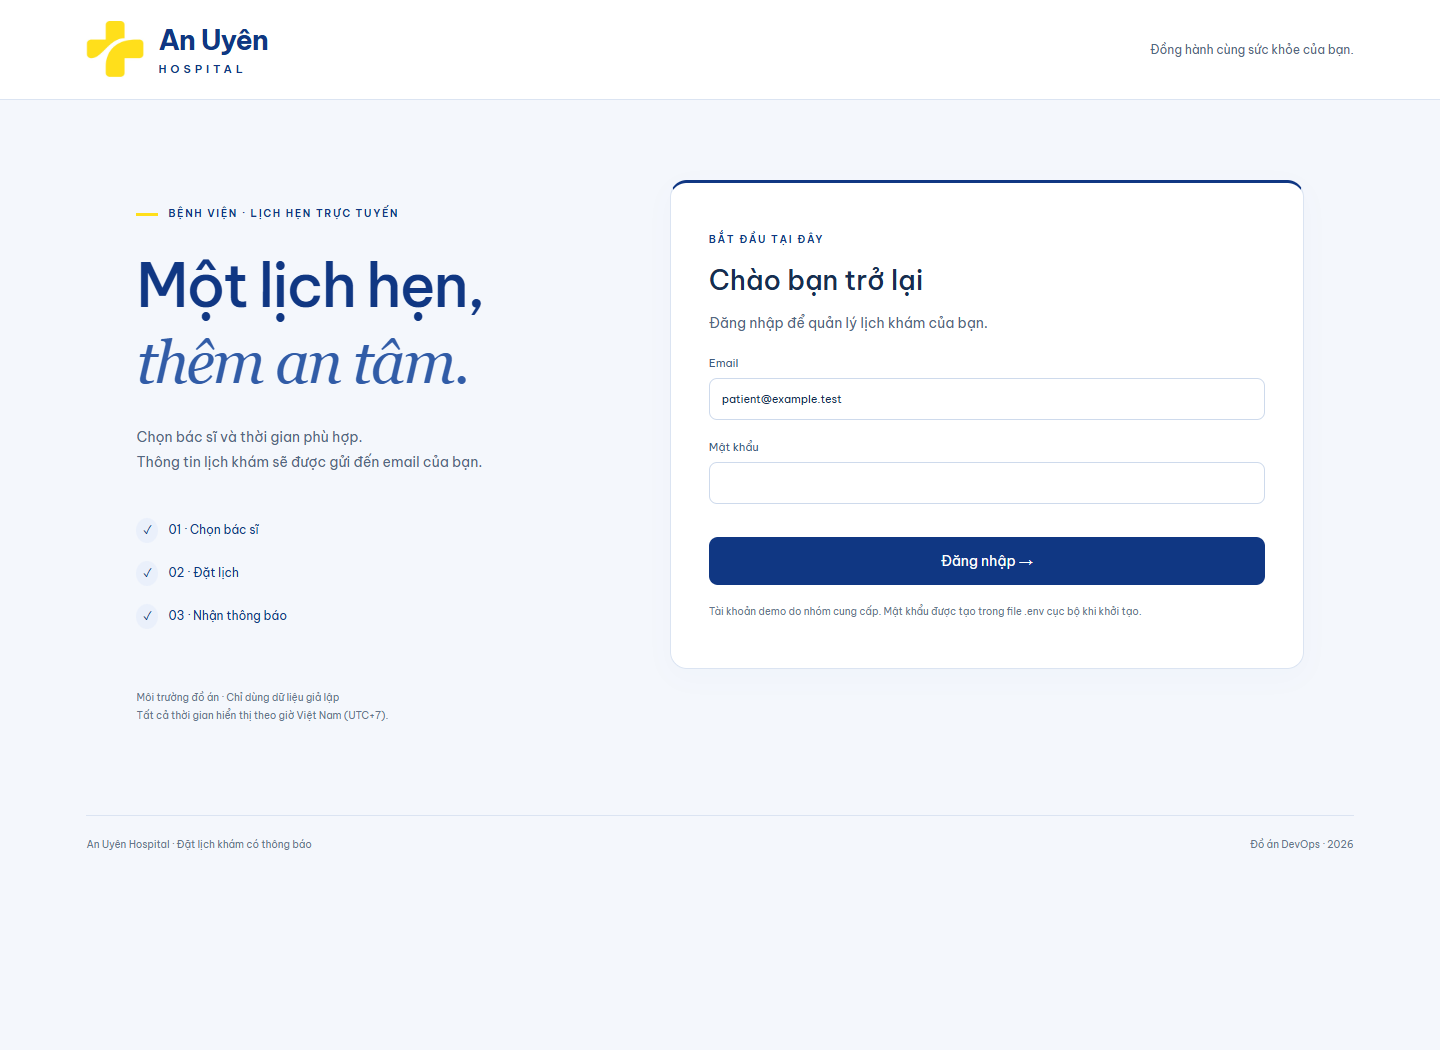 An Uyên
HOSPITAL
Đồng hành cùng sức khỏe của bạn.
BỆNH VIỆN · LỊCH HẸN TRỰC TUYẾN
Một lịch hẹn,
thêm an tâm.
Chọn bác sĩ và thời gian phù hợp.
Thông tin lịch khám sẽ được gửi đến email của bạn.
✓ 01 · Chọn bác sĩ
✓ 02 · Đặt lịch
✓ 03 · Nhận thông báo
Môi trường đồ án · Chỉ dùng dữ liệu giả lập
Tất cả thời gian hiển thị theo giờ Việt Nam (UTC+7).
BẮT ĐẦU TẠI ĐÂY
Chào bạn trở lại
Đăng nhập để quản lý lịch khám của bạn.
Email
patient@example.test
Mật khẩu
Đăng nhập →
Tài khoản demo do nhóm cung cấp. Mật khẩu được tạo trong file .env cục bộ khi khởi tạo.
An Uyên Hospital · Đặt lịch khám có thông báo
Đồ án DevOps · 2026